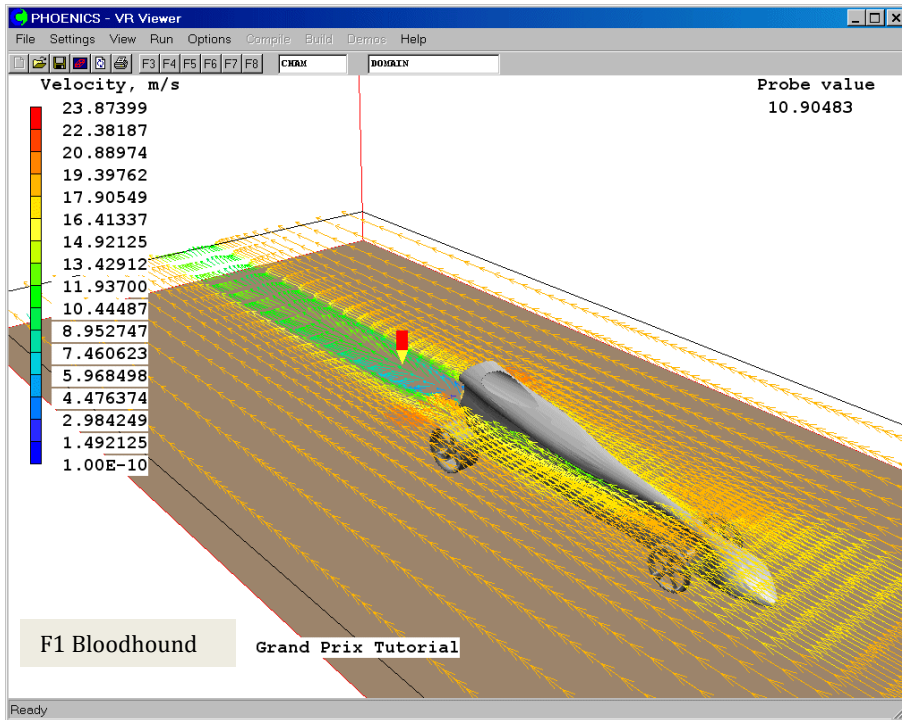 PHOENICS - VR Viewer
File Settings View Run Options Compile Build Demos Help
F3 F4 F5 F6 F7 F8 CHAM DOMAIN
Velocity, m/s
23.87399
22.38187
20.88974
19.39762
17.90549
16.41337
14.92125
13.42912
11.93700
10.44487
8.952747
7.460623
5.968498
4.476374
2.984249
1.492125
1.00E-10
Probe value
10.90483
F1 Bloodhound
Grand Prix Tutorial
Ready